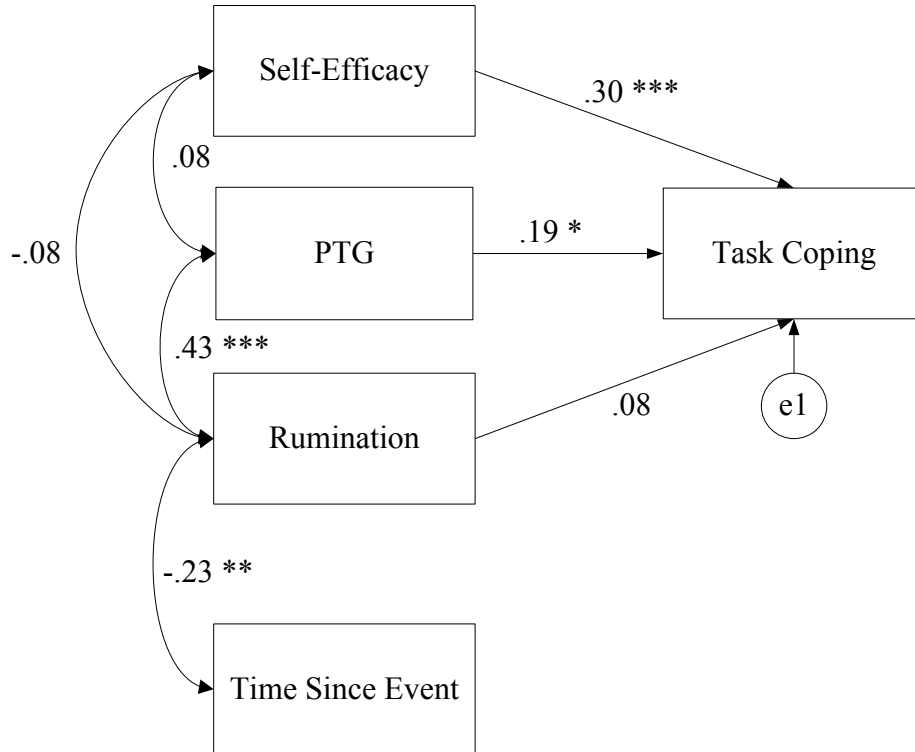 Self-Efficacy
.30 ***
.08
PTG
.19 *
Task Coping
-.08
.43 ***
Rumination
.08
e1
-.23 **
Time Since Event